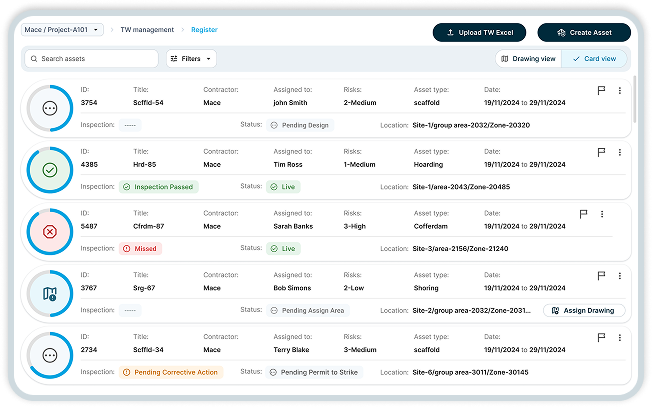 Mace / Project-A101 TW management Register Upload TW Excel Create Asset
Search assets Filters Drawing view Card view
ID: Title: Contractor: Assigned to: Risks: Asset type: Date:
3754 Scffld-54 Mace john Smith 2-Medium scaffold 19/11/2024 to 29/11/2024
Inspection: ----- Status: Pending Design Location: Site-1/group area-2032/Zone-20320
ID: Title: Contractor: Assigned to: Risks: Asset type: Date:
4385 Hrd-85 Mace Tim Ross 1-Medium Hoarding 19/11/2024 to 29/11/2024
Inspection: Inspection Passed Status: Live Location: Site-1/area-2043/Zone-20485
ID: Title: Contractor: Assigned to: Risks: Asset type: Date:
5487 Cfrdm-87 Mace Sarah Banks 3-High Cofferdam 19/11/2024 to 29/11/2024
Inspection: Missed Status: Live Location: Site-3/area-2156/Zone-21240
ID: Title: Contractor: Assigned to: Risks: Asset type: Date:
3767 Srg-67 Mace Bob Simons 2-Low Shoring 19/11/2024 to 29/11/2024
Inspection: ----- Status: Pending Assign Area Location: Site-2/group area-2032/Zone-2031... Assign Drawing
ID: Title: Contractor: Assigned to: Risks: Asset type: Date:
2734 Scffld-34 Mace Terry Blake 3-Medium scaffold 19/11/2024 to 29/11/2024
Inspection: Pending Corrective Action Status: Pending Permit to Strike Location: Site-6/group area-3011/Zone-30145